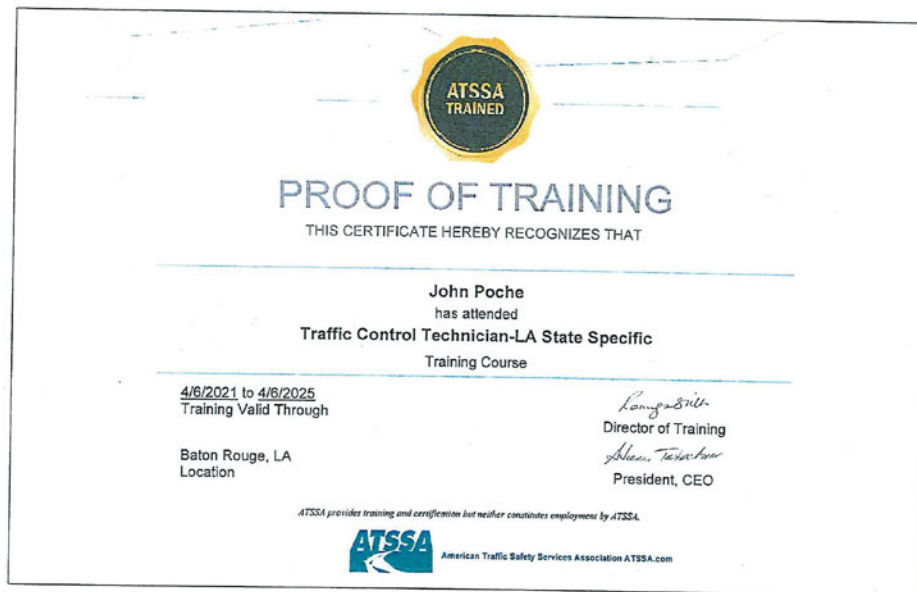 ATSSA
TRAINED
PROOF OF TRAINING
THIS CERTIFICATE HEREBY RECOGNIZES THAT
John Poche
has attended
Traffic Control Technician-LA State Specific
Training Course
4/6/2021 to 4/6/2025
Training Valid Through
Director of Training
Baton Rouge, LA
Location
President, CEO
ATSSA provides training and certification but neither constitutes employment by ATSSA.
ATSSA
American Traffic Safety Services Association ATSSA.com